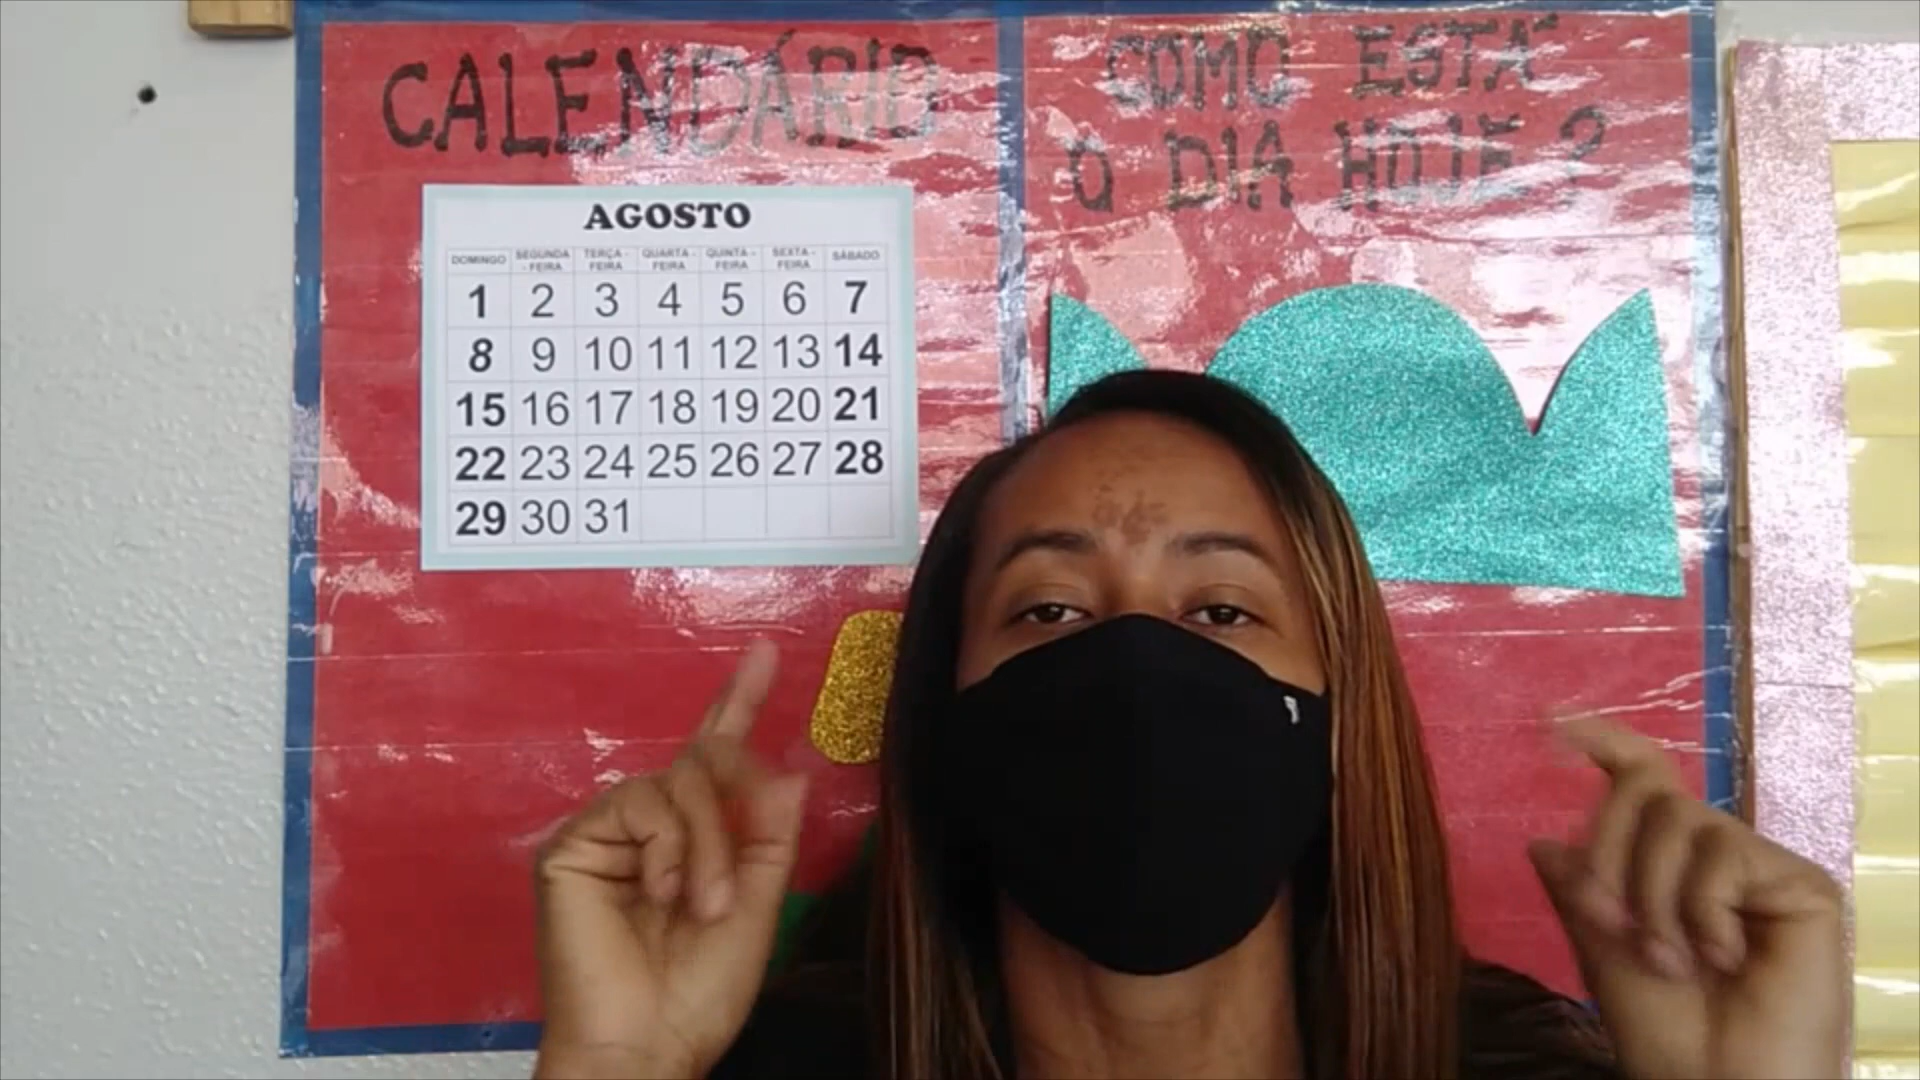 CALENDÁRIO
AGOSTO
DOMINGO SEGUNDA - FEIRA TERÇA - FEIRA QUARTA - FEIRA QUINTA - FEIRA SEXTA - FEIRA SÁBADO
1 2 3 4 5 6 7
8 9 10 11 12 13 14
15 16 17 18 19 20 21
22 23 24 25 26 27 28
29 30 31
COMO ESTÁ
O DIA HOJE?